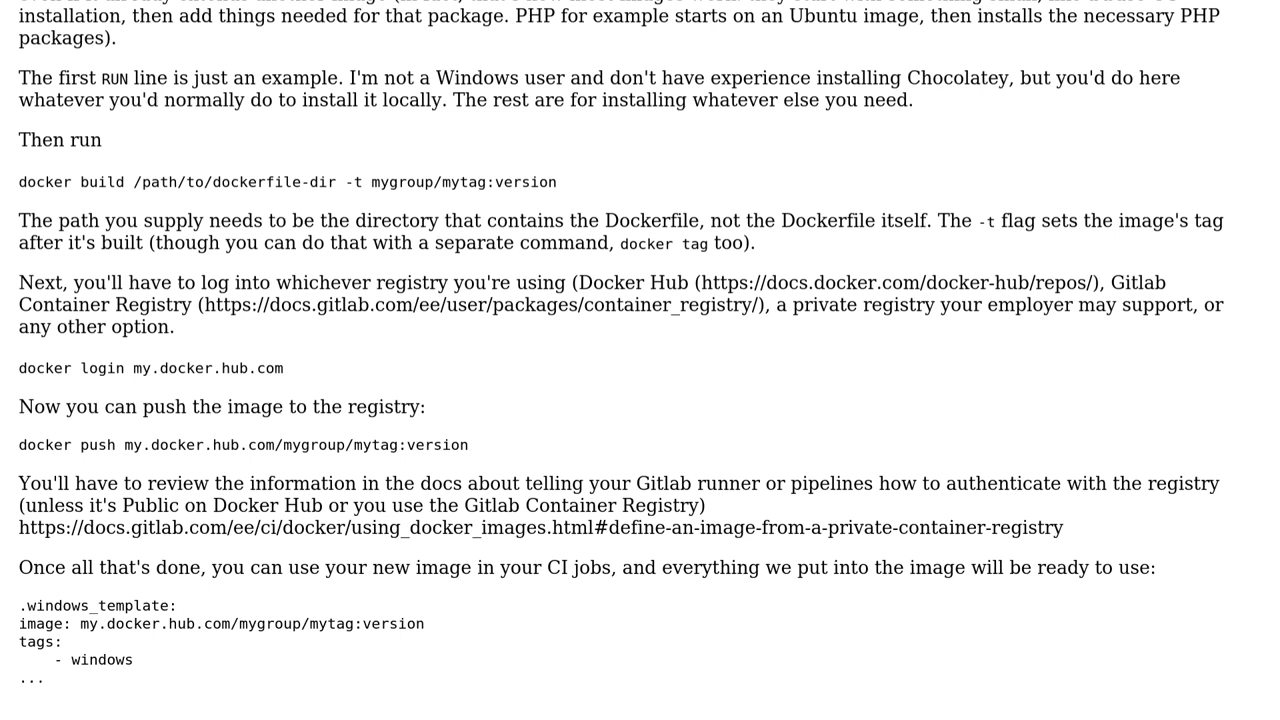 installation, then add things needed for that package. PHP for example starts on an Ubuntu image, then installs the necessary PHP
packages).
The first RUN line is just an example. I'm not a Windows user and don't have experience installing Chocolatey, but you'd do here
whatever you'd normally do to install it locally. The rest are for installing whatever else you need.
Then run
docker build /path/to/dockerfile-dir -t mygroup/mytag:version
The path you supply needs to be the directory that contains the Dockerfile, not the Dockerfile itself. The -t flag sets the image's tag
after it's built (though you can do that with a separate command, docker tag too).
Next, you'll have to log into whichever registry you're using (Docker Hub (https://docs.docker.com/docker-hub/repos/), Gitlab
Container Registry (https://docs.gitlab.com/ee/user/packages/container_registry/), a private registry your employer may support, or
any other option.
docker login my.docker.hub.com
Now you can push the image to the registry:
docker push my.docker.hub.com/mygroup/mytag:version
You'll have to review the information in the docs about telling your Gitlab runner or pipelines how to authenticate with the registry
(unless it's Public on Docker Hub or you use the Gitlab Container Registry)
https://docs.gitlab.com/ee/ci/docker/using_docker_images.html#define-an-image-from-a-private-container-registry
Once all that's done, you can use your new image in your CI jobs, and everything we put into the image will be ready to use:
.windows_template:
image: my.docker.hub.com/mygroup/mytag:version
tags:
    - windows
...